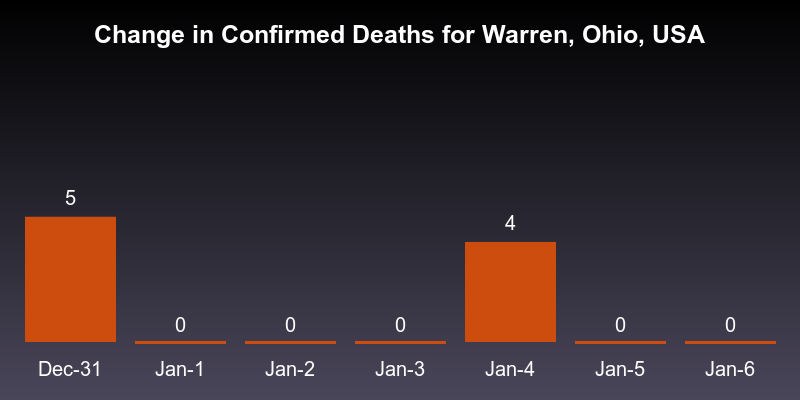 Change in Confirmed Deaths for Warren, Ohio, USA
5
0
0
0
4
0
0
Dec-31
Jan-1
Jan-2
Jan-3
Jan-4
Jan-5
Jan-6